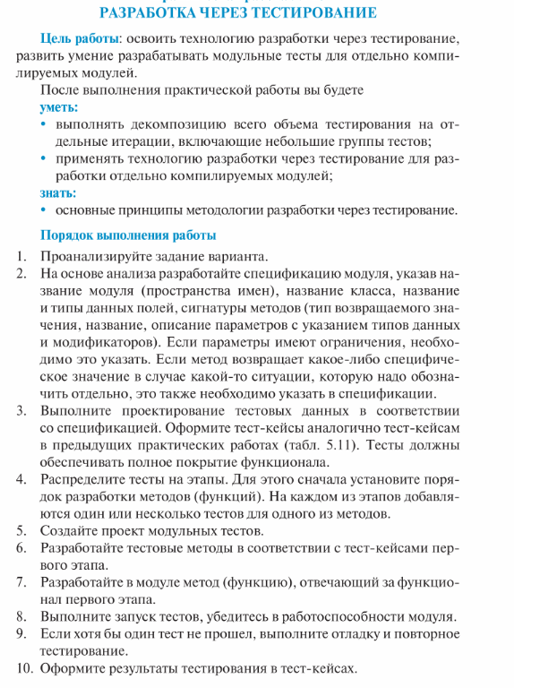 РАЗРАБОТКА ЧЕРЕЗ ТЕСТИРОВАНИЕ
Цель работы: освоить технологию разработки через тестирование,
развить умение разрабатывать модульные тесты для отдельно компи-
лируемых модулей.
После выполнения практической работы вы будете
уметь:
• выполнять декомпозицию всего объема тестирования на от-
дельные итерации, включающие небольшие группы тестов;
• применять технологию разработки через тестирование для раз-
работки отдельно компилируемых модулей;
знать:
• основные принципы методологии разработки через тестирование.
Порядок выполнения работы
1. Проанализируйте задание варианта.
2. На основе анализа разработайте спецификацию модуля, указав на-
звание модуля (пространства имен), название класса, название
и типы данных полей, сигнатуры методов (тип возвращаемого зна-
чения, название, описание параметров с указанием типов данных
и модификаторов). Если параметры имеют ограничения, необхо-
димо это указать. Если метод возвращает какое-либо специфиче-
ское значение в случае какой-то ситуации, которую надо обозна-
чить отдельно, это также необходимо указать в спецификации.
3. Выполните проектирование тестовых данных в соответствии
со спецификацией. Оформите тест-кейсы аналогично тест-кейсам
в предыдущих практических работах (табл. 5.11). Тесты должны
обеспечивать полное покрытие функционала.
4. Распределите тесты на этапы. Для этого сначала установите поря-
док разработки методов (функций). На каждом из этапов добавля-
ются один или несколько тестов для одного из методов.
5. Создайте проект модульных тестов.
6. Разработайте тестовые методы в соответствии с тест-кейсами пер-
вого этапа.
7. Разработайте в модуле метод (функцию), отвечающий за функцио-
нал первого этапа.
8. Выполните запуск тестов, убедитесь в работоспособности модуля.
9. Если хотя бы один тест не прошел, выполните отладку и повторное
тестирование.
10. Оформите результаты тестирования в тест-кейсах.